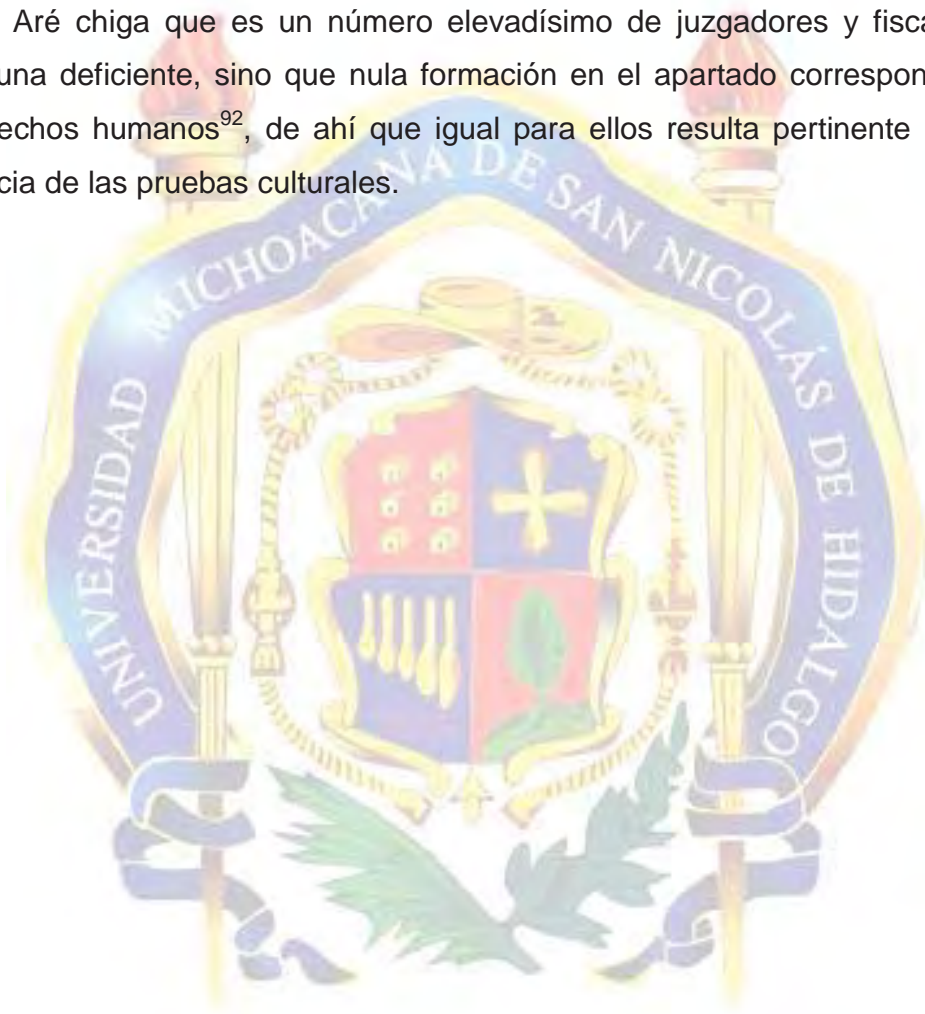 Aré chiga que es un número elevadísimo de juzgadores y fisca
una deficiente, sino que nula formación en el apartado correspon
echos humanos92, de ahí que igual para ellos resulta pertinente
cia de las pruebas culturales.
UNIVERSIDAD MICHOACANA DE SAN NICOLÁS DE HIDALGO